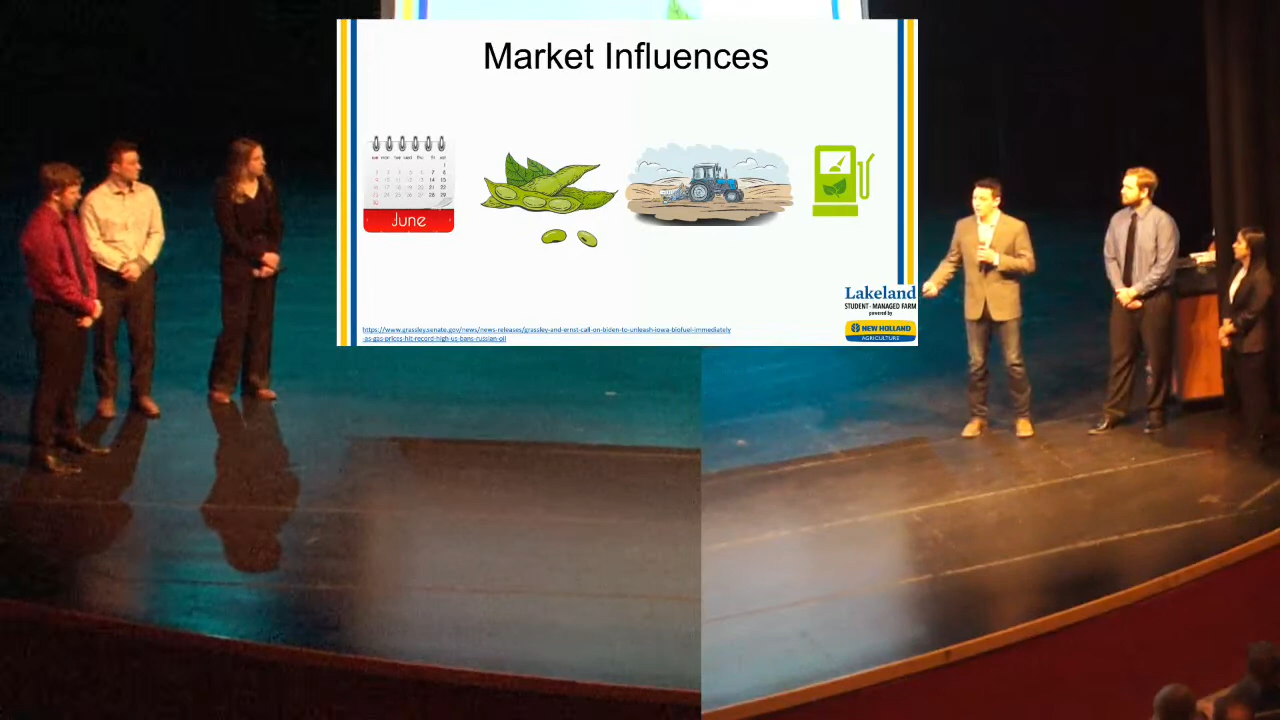 Market Influences
June
Lakeland
STUDENT - MANAGED FARM
powered by
NEW HOLLAND
AGRICULTURE
https://www.grassley.senate.gov/news/news-releases/grassley-and-ernst-call-on-biden-to-unleash-iowa-biofuel-immediately
-as-gas-prices-hit-record-high-us-bans-russian-oil